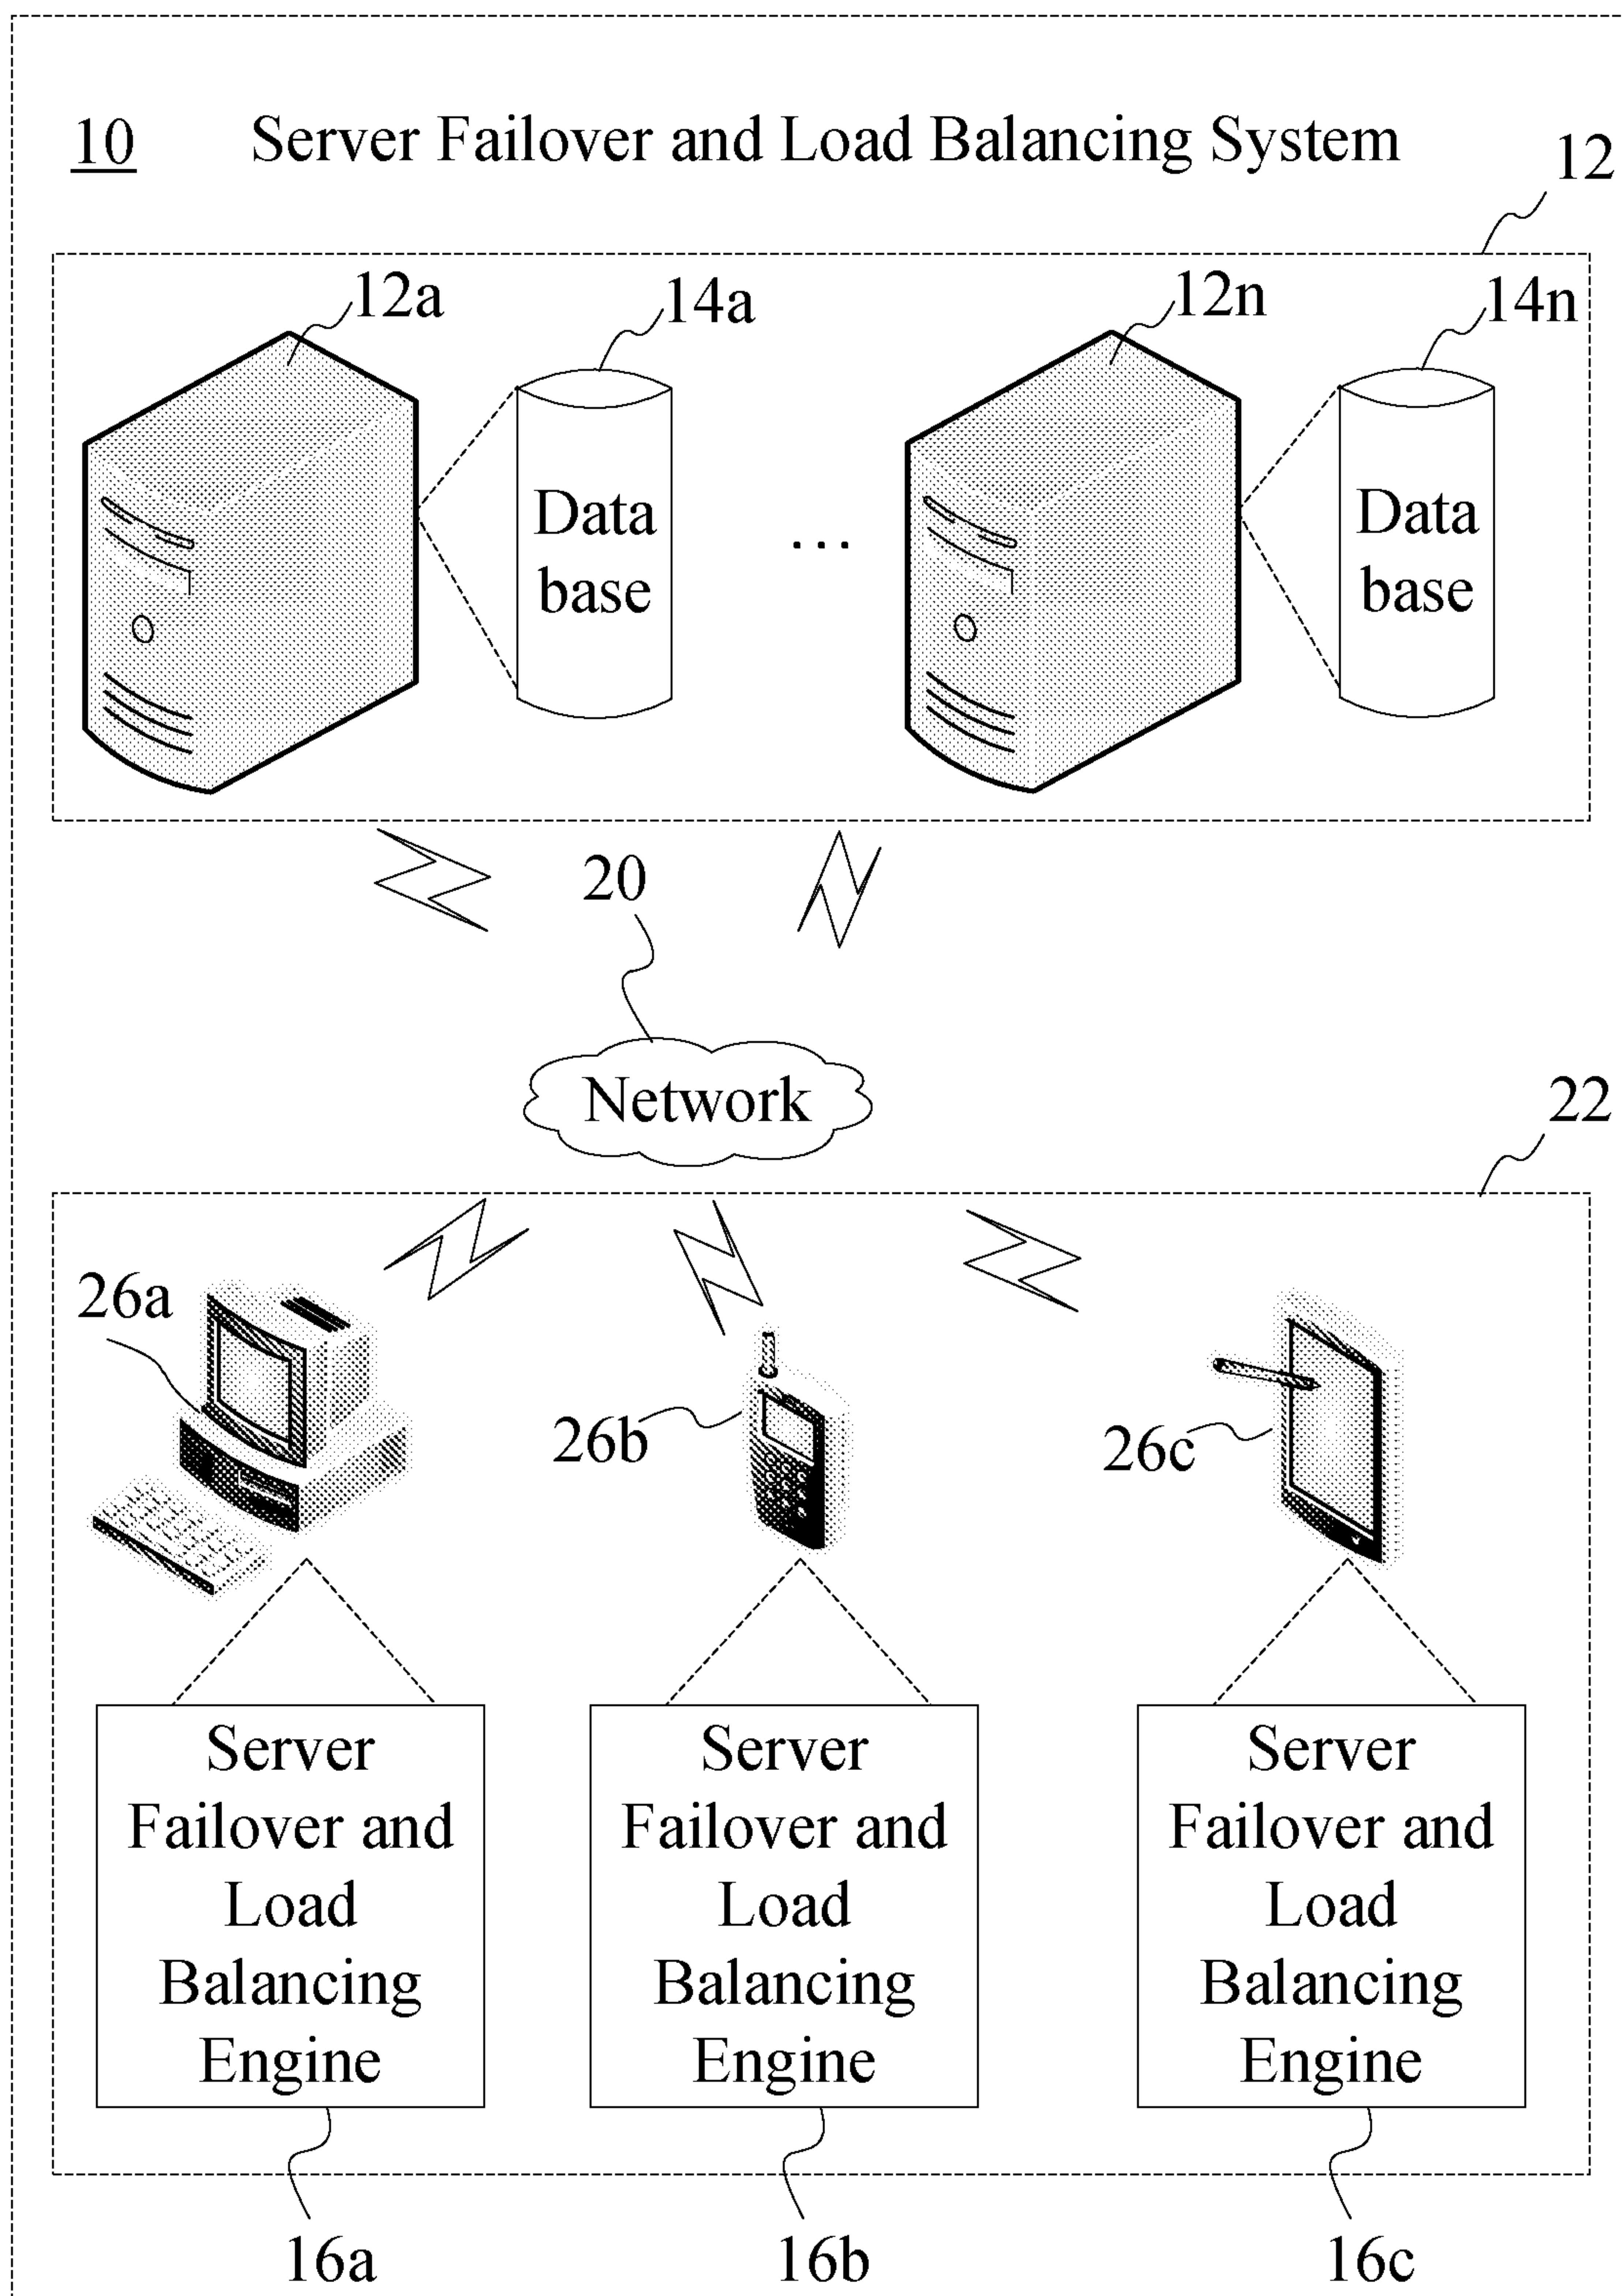 10 Server Failover and Load Balancing System
12
12a
14a
12n
14n
Data
base
...
Data
base
20
Network
22
26a
26b
26c
Server
Failover and
Load
Balancing
Engine
Server
Failover and
Load
Balancing
Engine
Server
Failover and
Load
Balancing
Engine
16a
16b
16c